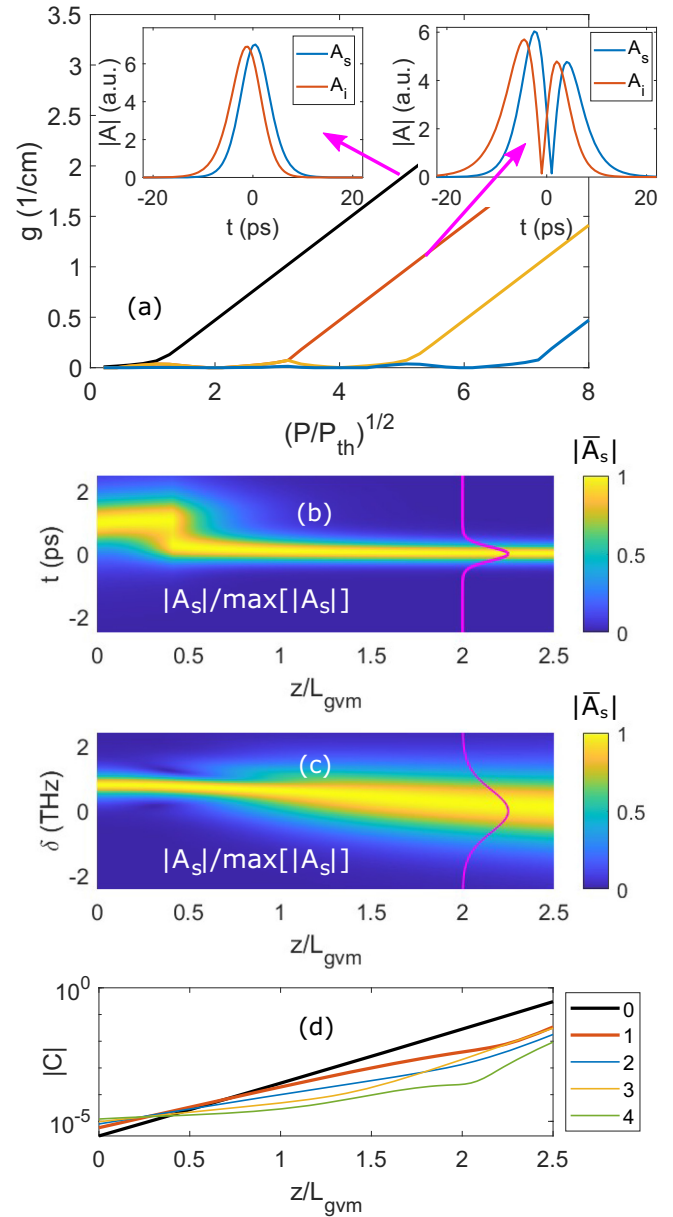 3.5
3
2.5
2
1.5
1
0.5
0
g (1/cm)
|A| (a.u.)
6
4
2
0
-20
0
20
t (ps)
A_s
A_i
|A| (a.u.)
6
4
2
0
-20
0
20
t (ps)
A_s
A_i
(a)
0
2
4
6
8
(P/P_th)^1/2
|A̅_s|
t (ps)
2
0
-2
(b)
|A_s|/max[|A_s|]
1
0.5
0
0
0.5
1
1.5
2
2.5
z/L_gvm
|A̅_s|
δ (THz)
2
0
-2
(c)
|A_s|/max[|A_s|]
1
0.5
0
0
0.5
1
1.5
2
2.5
z/L_gvm
|C|
10^0
10^-5
(d)
0
1
2
3
4
0
0.5
1
1.5
2
2.5
z/L_gvm